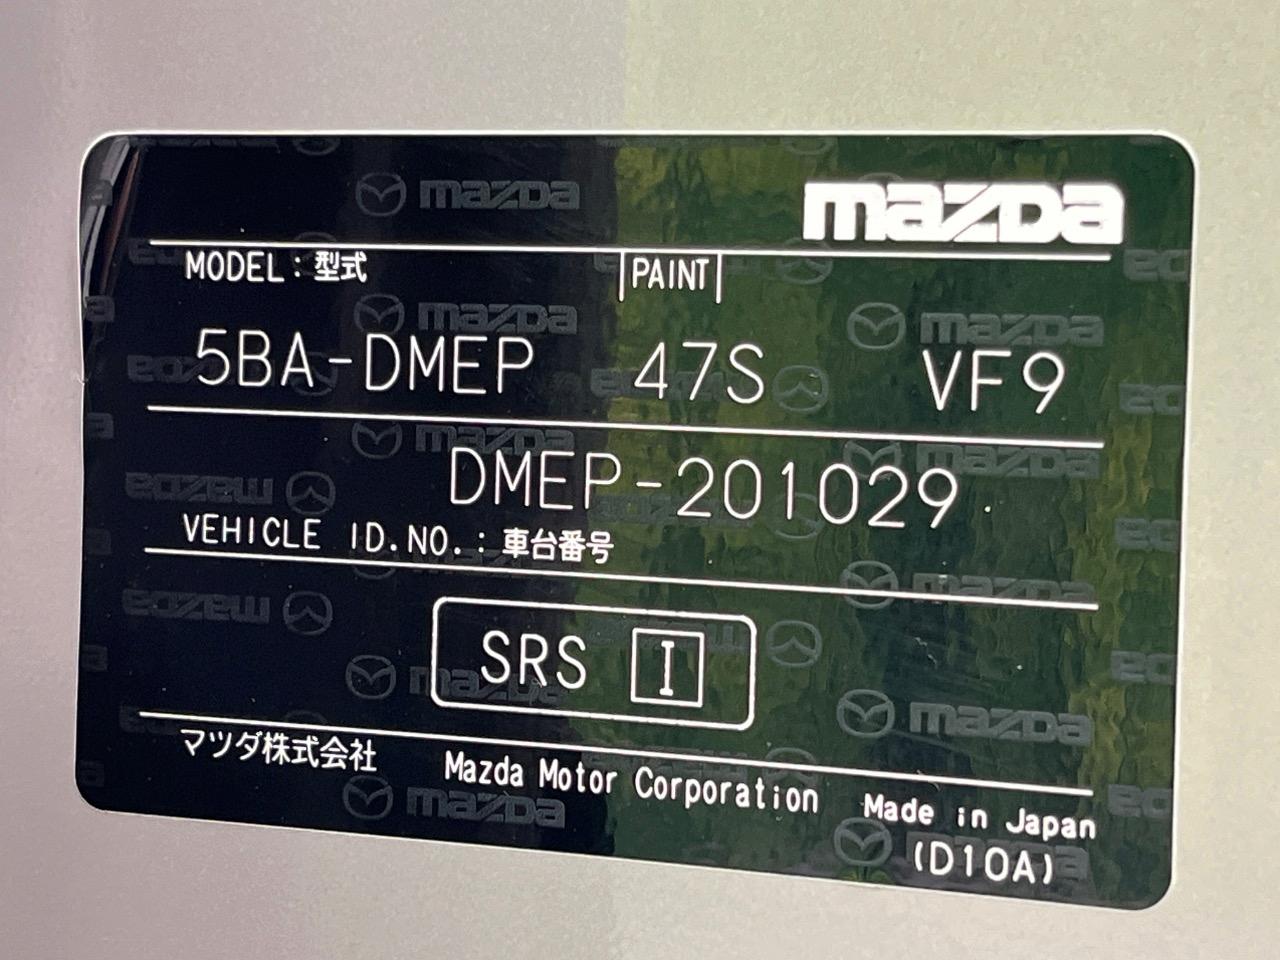 mazda
MODEL：型式 PAINT
5BA-DMEP 47S VF9
DMEP-201029
VEHICLE ID.NO.：車台番号
SRS I
マツダ株式会社 Mazda Motor Corporation Made in Japan
(D10A)